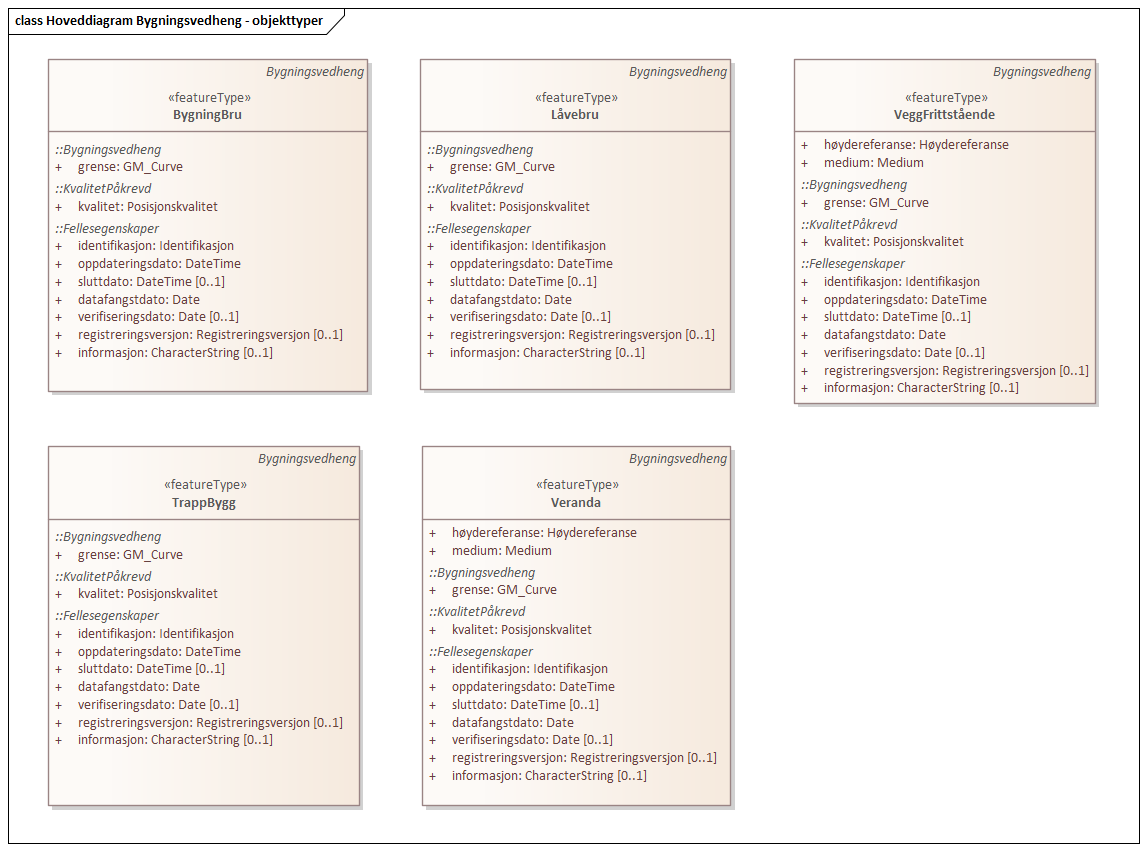 class Hoveddiagram Bygningsvedheng - objekttyper
Bygningsvedheng
«featureType»
BygningBru
::Bygningsvedheng
+ grense: GM_Curve
::KvalitetPåkrevd
+ kvalitet: Posisjonskvalitet
::Fellesegenskaper
+ identifikasjon: Identifikasjon
+ oppdateringsdato: DateTime
+ sluttdato: DateTime [0..1]
+ datafangstdato: Date
+ verifiseringsdato: Date [0..1]
+ registreringsversjon: Registreringsversjon [0..1]
+ informasjon: CharacterString [0..1]
Bygningsvedheng
«featureType»
Låvebru
::Bygningsvedheng
+ grense: GM_Curve
::KvalitetPåkrevd
+ kvalitet: Posisjonskvalitet
::Fellesegenskaper
+ identifikasjon: Identifikasjon
+ oppdateringsdato: DateTime
+ sluttdato: DateTime [0..1]
+ datafangstdato: Date
+ verifiseringsdato: Date [0..1]
+ registreringsversjon: Registreringsversjon [0..1]
+ informasjon: CharacterString [0..1]
Bygningsvedheng
«featureType»
VeggFrittstående
+ høydereferanse: Høydereferanse
+ medium: Medium
::Bygningsvedheng
+ grense: GM_Curve
::KvalitetPåkrevd
+ kvalitet: Posisjonskvalitet
::Fellesegenskaper
+ identifikasjon: Identifikasjon
+ oppdateringsdato: DateTime
+ sluttdato: DateTime [0..1]
+ datafangstdato: Date
+ verifiseringsdato: Date [0..1]
+ registreringsversjon: Registreringsversjon [0..1]
+ informasjon: CharacterString [0..1]
Bygningsvedheng
«featureType»
TrappBygg
::Bygningsvedheng
+ grense: GM_Curve
::KvalitetPåkrevd
+ kvalitet: Posisjonskvalitet
::Fellesegenskaper
+ identifikasjon: Identifikasjon
+ oppdateringsdato: DateTime
+ sluttdato: DateTime [0..1]
+ datafangstdato: Date
+ verifiseringsdato: Date [0..1]
+ registreringsversjon: Registreringsversjon [0..1]
+ informasjon: CharacterString [0..1]
Bygningsvedheng
«featureType»
Veranda
+ høydereferanse: Høydereferanse
+ medium: Medium
::Bygningsvedheng
+ grense: GM_Curve
::KvalitetPåkrevd
+ kvalitet: Posisjonskvalitet
::Fellesegenskaper
+ identifikasjon: Identifikasjon
+ oppdateringsdato: DateTime
+ sluttdato: DateTime [0..1]
+ datafangstdato: Date
+ verifiseringsdato: Date [0..1]
+ registreringsversjon: Registreringsversjon [0..1]
+ informasjon: CharacterString [0..1]